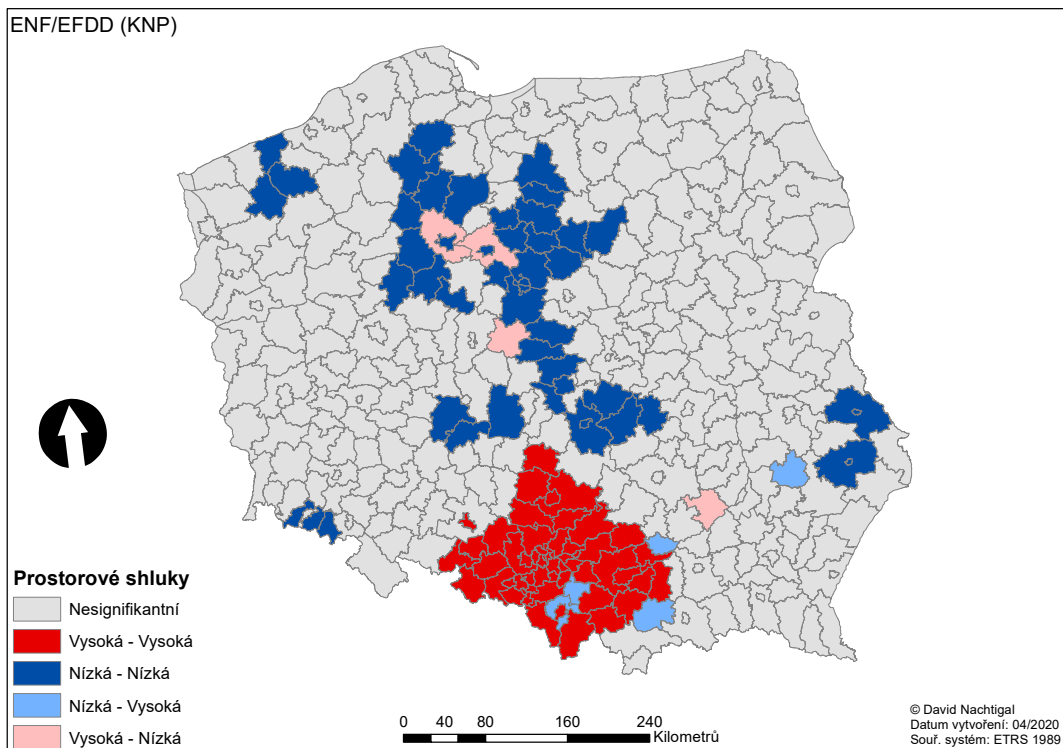 ENF/EFDD (KNP)
Prostorové shluky
Nesignifikantní
Vysoká - Vysoká
Nízká - Nízká
Nízká - Vysoká
Vysoká - Nízká
0 40 80 160 240
Kilometrů
© David Nachtigal
Datum vytvoření: 04/2020
Souř. systém: ETRS 1989